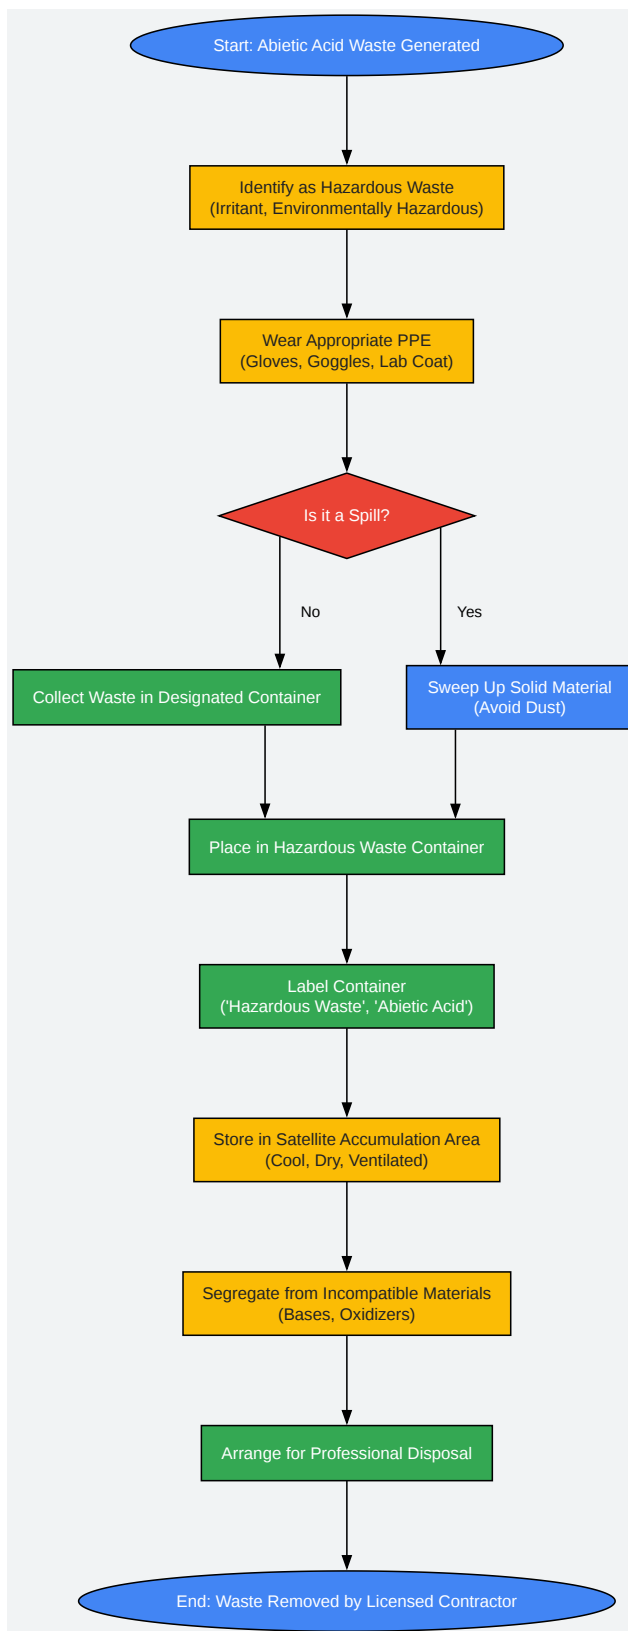 Start: Abietic Acid Waste Generated
Identify as Hazardous Waste
(Irritant, Environmentally Hazardous)
Wear Appropriate PPE
(Gloves, Goggles, Lab Coat)
Is it a Spill?
No
Yes
Collect Waste in Designated Container
Sweep Up Solid Material
(Avoid Dust)
Place in Hazardous Waste Container
Label Container
('Hazardous Waste', 'Abietic Acid')
Store in Satellite Accumulation Area
(Cool, Dry, Ventilated)
Segregate from Incompatible Materials
(Bases, Oxidizers)
Arrange for Professional Disposal
End: Waste Removed by Licensed Contractor